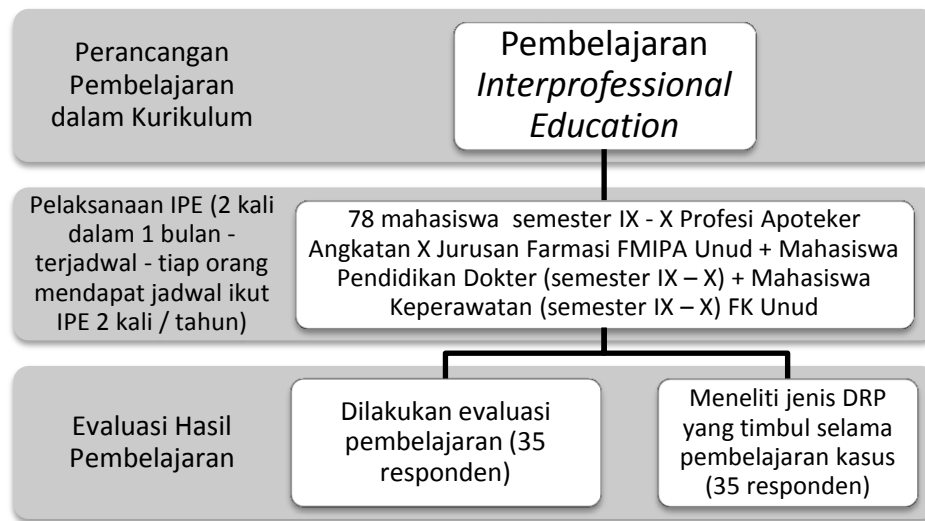 Perancangan
Pembelajaran
dalam Kurikulum
Pembelajaran
Interprofessional
Education
Pelaksanaan IPE (2 kali
dalam 1 bulan -
terjadwal - tiap orang
mendapat jadwal ikut
IPE 2 kali / tahun)
78 mahasiswa semester IX - X Profesi Apoteker
Angkatan X Jurusan Farmasi FMIPA Unud + Mahasiswa
Pendidikan Dokter (semester IX – X) + Mahasiswa
Keperawatan (semester IX – X) FK Unud
Evaluasi Hasil
Pembelajaran
Dilakukan evaluasi
pembelajaran (35
responden)
Meneliti jenis DRP
yang timbul selama
pembelajaran kasus
(35 responden)